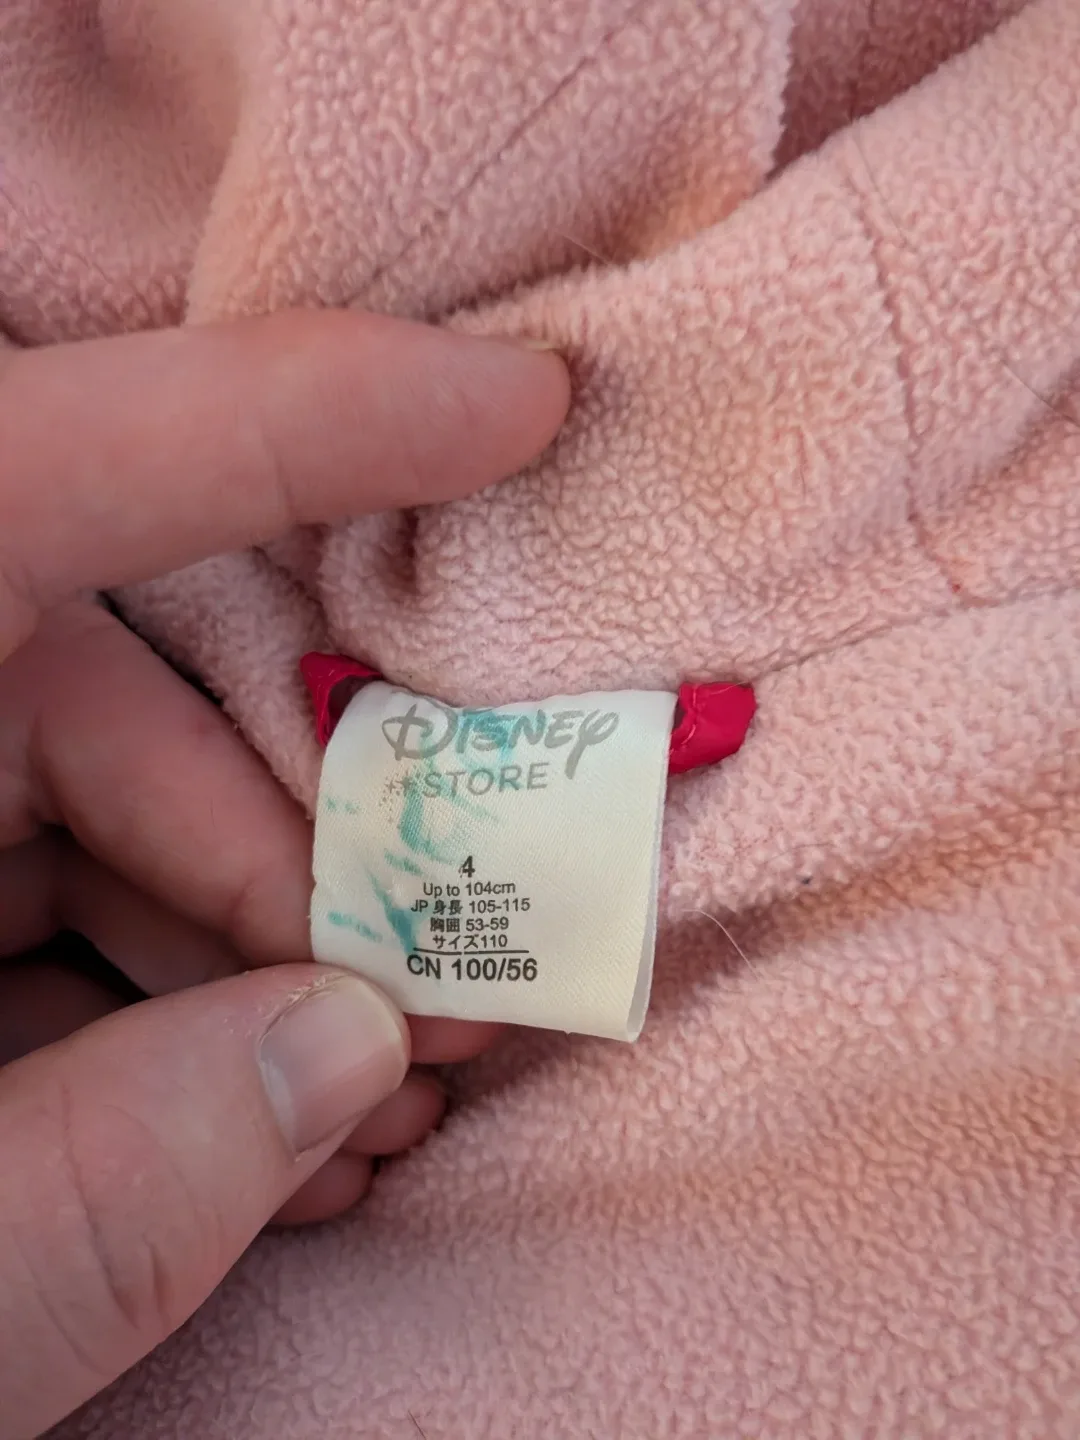 DISNEY
STORE
4
Up to 104cm
JP 身長 105-115
胸囲 53-59
サイズ110
CN 100/56